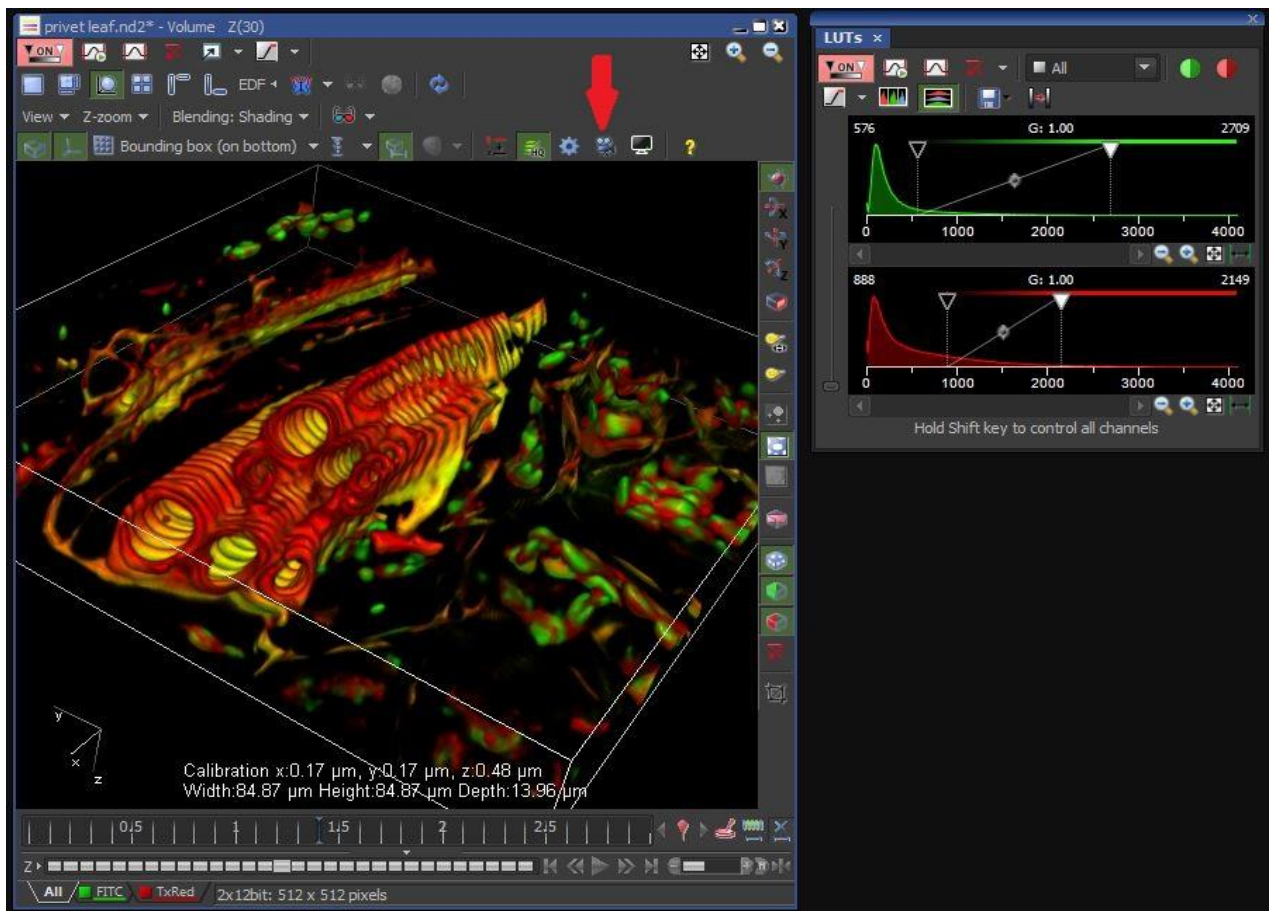 privet leaf.nd2* - Volume Z(30)
ON
EDF
View Z-zoom Blending: Shading
Bounding box (on bottom) HQ ?
X
Y
Z
y
x
z
Calibration x:0.17 µm, y:0.17 µm, z:0.48 µm
Width:84.87 µm Height:84.87 µm Depth:13.96 µm
0.5 1 1.5 2 2.5
Z
All FITC TxRed 2x12bit: 512 x 512 pixels
LUTs ×
ON All
576 G: 1.00 2709
0 1000 2000 3000 4000
888 G: 1.00 2149
0 1000 2000 3000 4000
Hold Shift key to control all channels